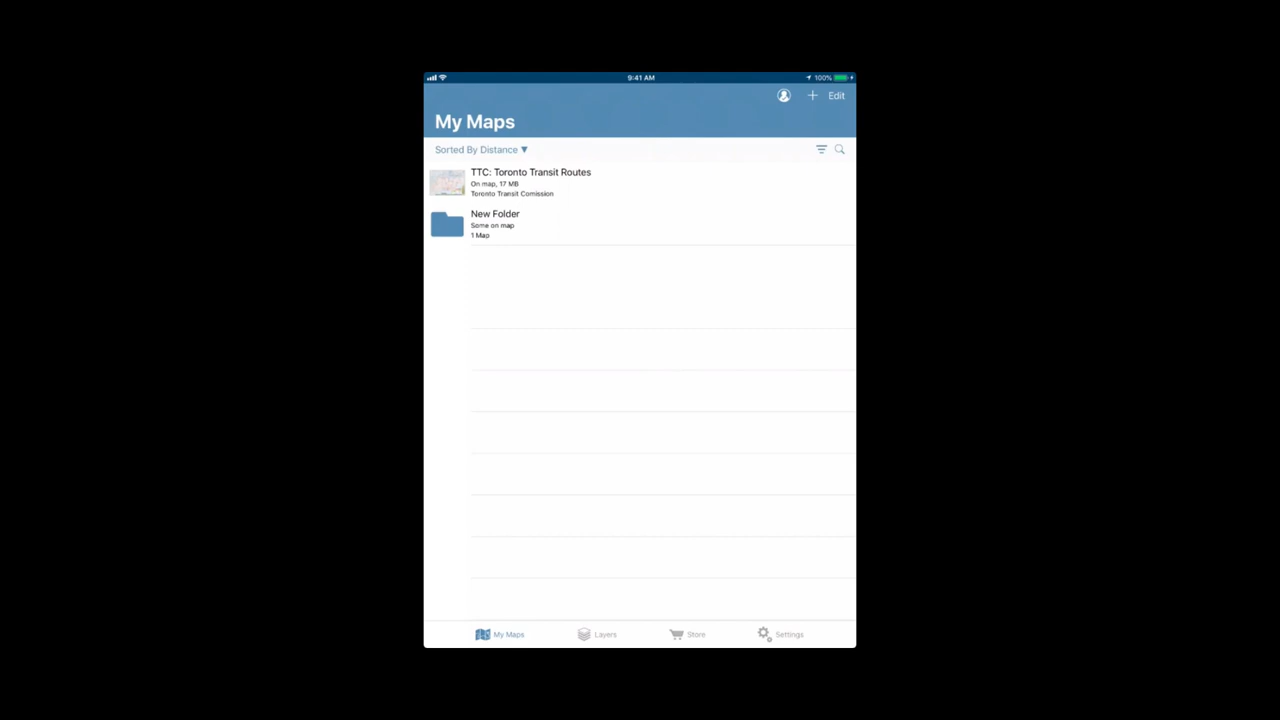 9:41 AM
100%
Edit
My Maps
Sorted By Distance ▼
TTC: Toronto Transit Routes
On map, 17 MB
Toronto Transit Comission
New Folder
Some on map
1 Map
My Maps
Layers
Store
Settings